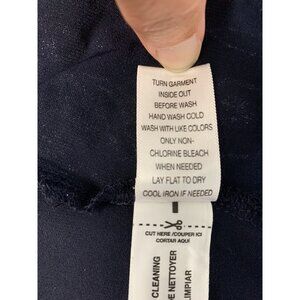 TURN GARMENT
INSIDE OUT
BEFORE WASH
HAND WASH COLD
WASH WITH LIKE COLORS
ONLY NON-
CHLORINE BLEACH
WHEN NEEDED
LAY FLAT TO DRY
COOL IRON IF NEEDED
CUT HERE /COUPER ICI
CORTAR AQUÍ
CLEANING
NETTOYER
LIMPIAR